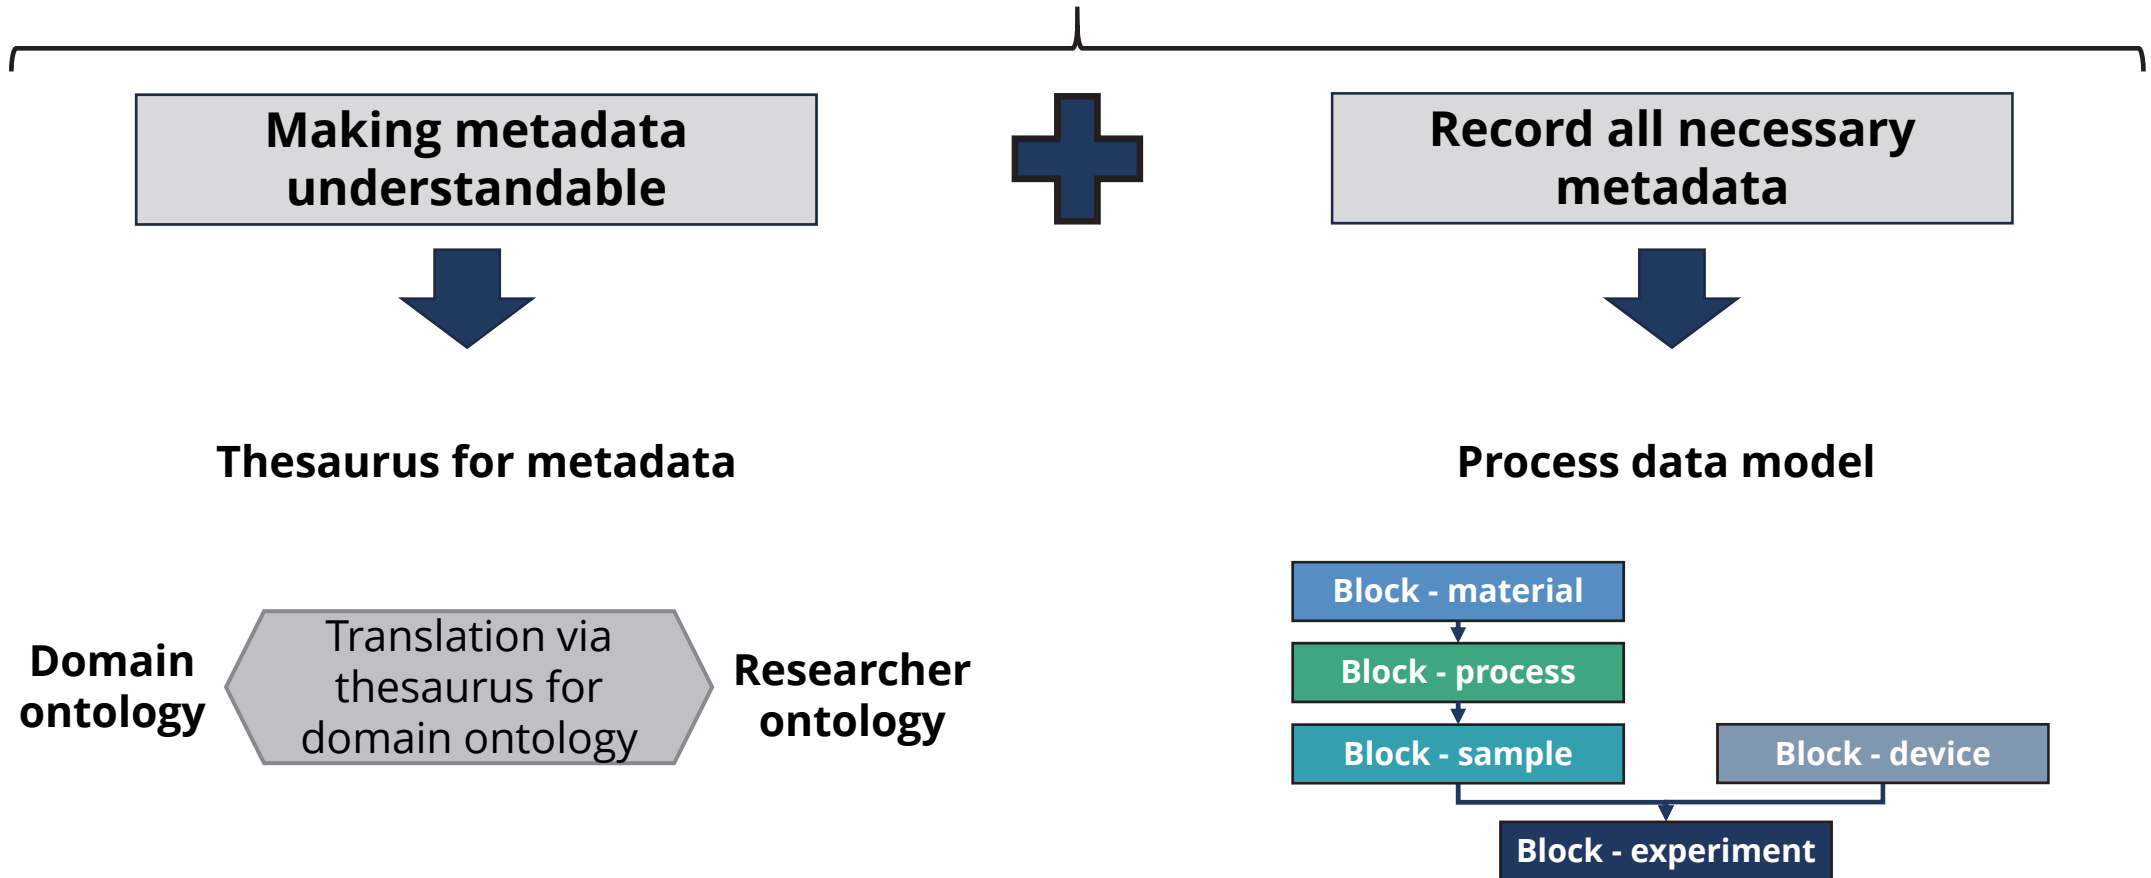 Making metadata
understandable
Record all necessary
metadata
Thesaurus for metadata
Process data model
Domain
ontology
Translation via
thesaurus for
domain ontology
Researcher
ontology
Block - material
Block - process
Block - sample
Block - device
Block - experiment